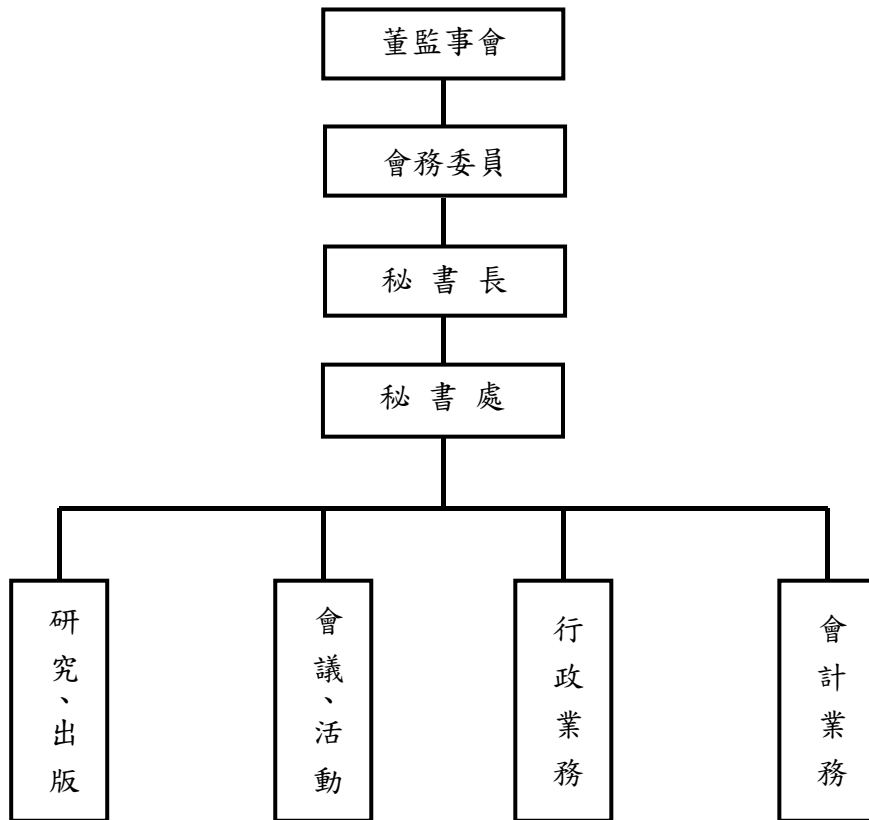 董監事會
會務委員
秘 書 長
秘 書 處
研究、出版
會議、活動
行政業務
會計業務